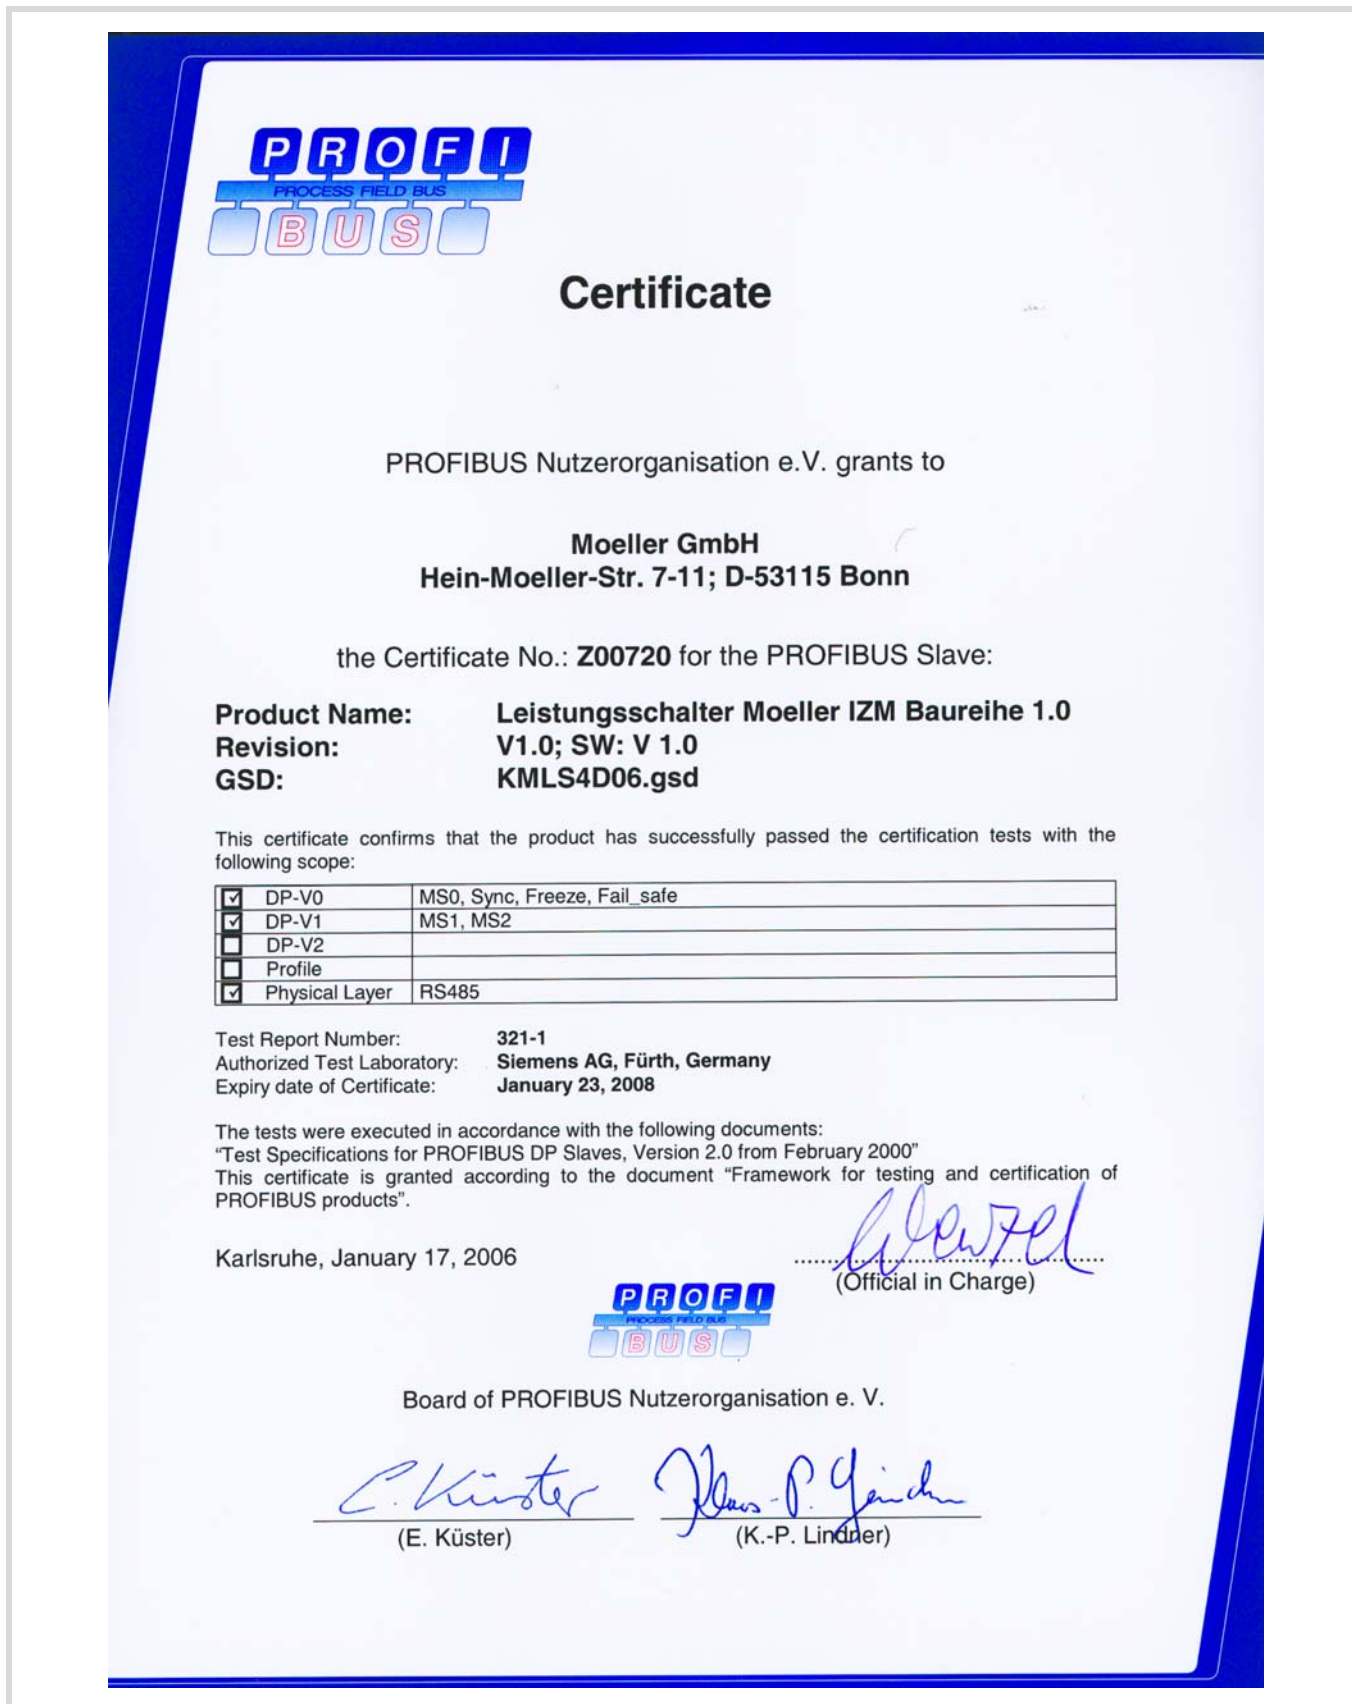 PROFI
PROCESS FIELD BUS
BUS
Certificate
PROFIBUS Nutzerorganisation e.V. grants to
Moeller GmbH
Hein-Moeller-Str. 7-11; D-53115 Bonn
the Certificate No.: Z00720 for the PROFIBUS Slave:
Product Name: Leistungsschalter Moeller IZM Baureihe 1.0
Revision: V1.0; SW: V 1.0
GSD: KMLS4D06.gsd
This certificate confirms that the product has successfully passed the certification tests with the
following scope:
DP-V0 MS0, Sync, Freeze, Fail_safe
DP-V1 MS1, MS2
DP-V2
Profile
Physical Layer RS485
Test Report Number: 321-1
Authorized Test Laboratory: Siemens AG, Fürth, Germany
Expiry date of Certificate: January 23, 2008
The tests were executed in accordance with the following documents:
“Test Specifications for PROFIBUS DP Slaves, Version 2.0 from February 2000”
This certificate is granted according to the document “Framework for testing and certification of
PROFIBUS products”.
Wenzel
Karlsruhe, January 17, 2006
(Official in Charge)
PROFI
PROCESS FIELD BUS
BUS
Board of PROFIBUS Nutzerorganisation e. V.
E. Küster Klaus-P. Lindner
(E. Küster) (K.-P. Lindner)